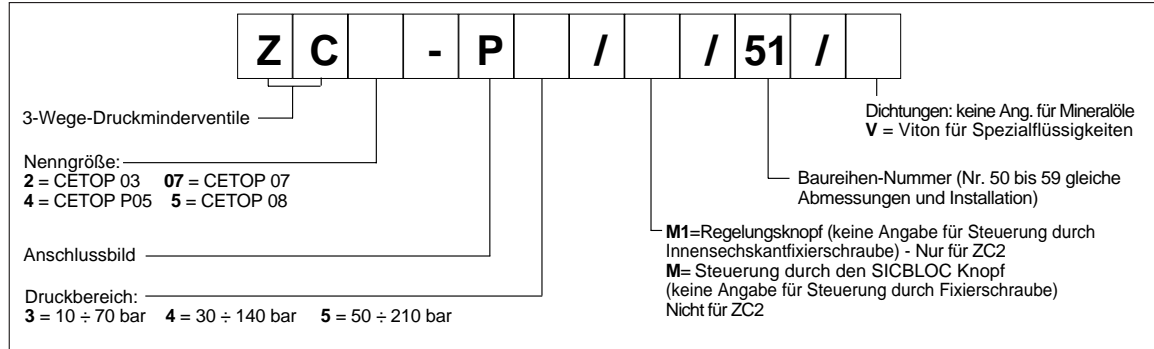 Z C - P / / 51 /
3-Wege-Druckminderventile
Nenngröße:
2 = CETOP 03 07 = CETOP 07
4 = CETOP P05 5 = CETOP 08
Anschlussbild
Druckbereich:
3 = 10 ÷ 70 bar 4 = 30 ÷ 140 bar 5 = 50 ÷ 210 bar
Dichtungen: keine Ang. für Mineralöle
V = Viton für Spezialflüssigkeiten
Baureihen-Nummer (Nr. 50 bis 59 gleiche
Abmessungen und Installation)
M1=Regelungsknopf (keine Angabe für Steuerung durch
Innensechskantfixierschraube) - Nur für ZC2
M= Steuerung durch den SICBLOC Knopf
(keine Angabe für Steuerung durch Fixierschraube)
Nicht für ZC2